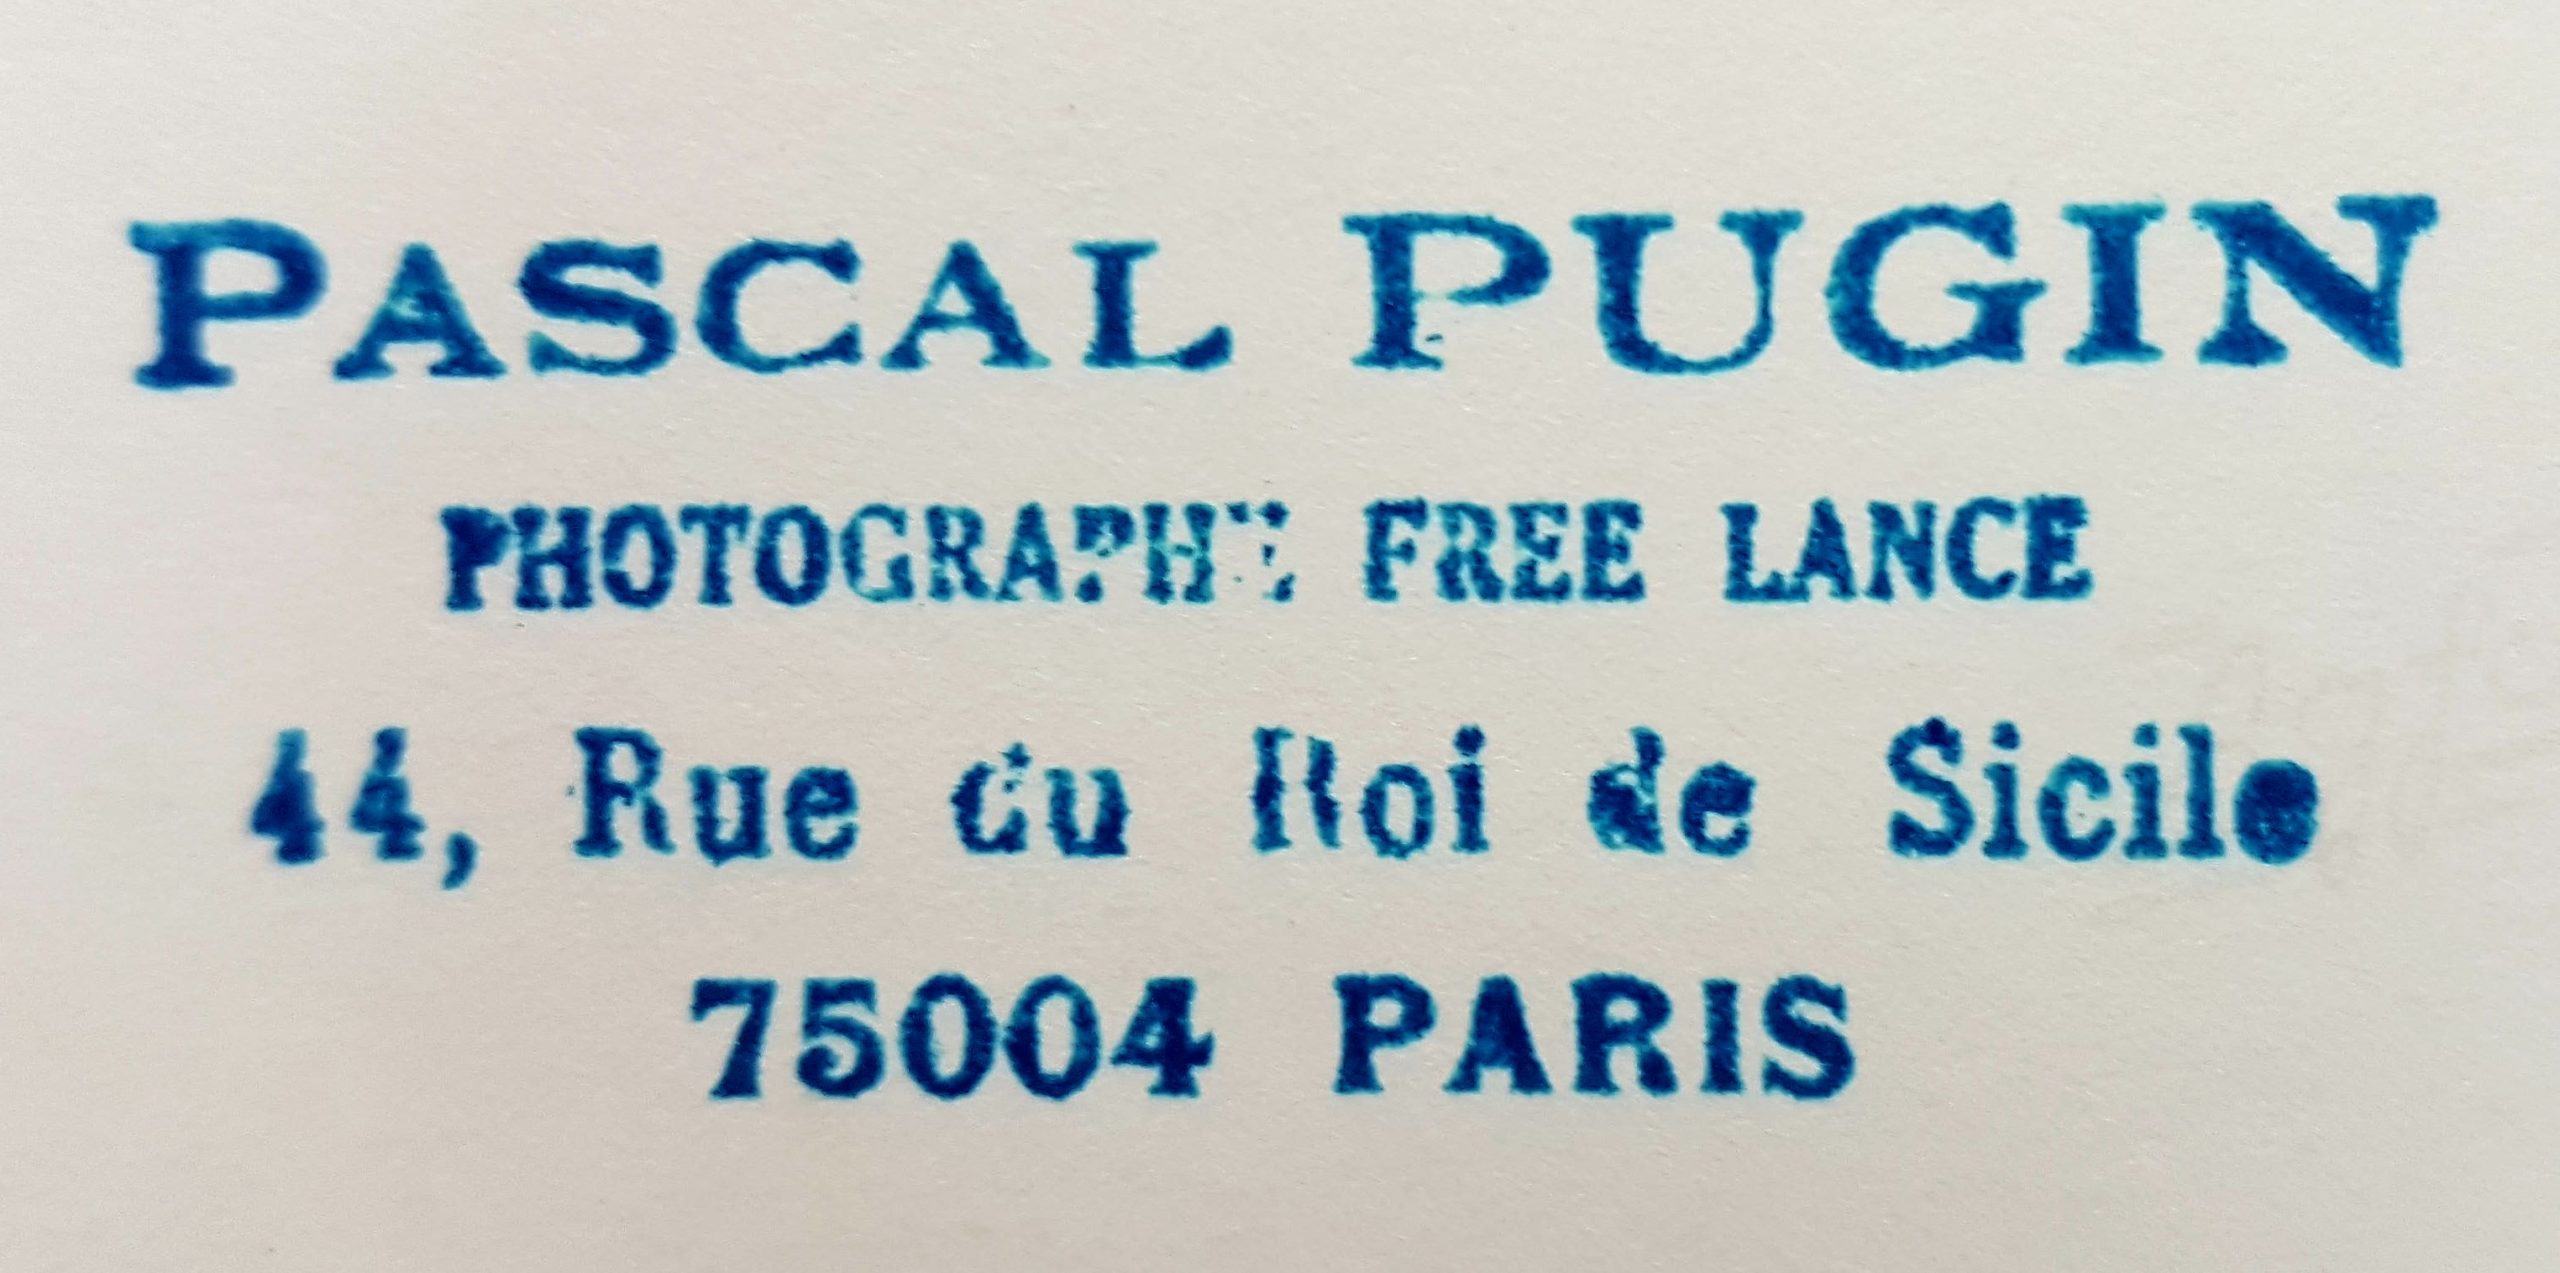 PASCAL PUGIN
PHOTOGRAPHE FREE LANCE
44, Rue du Roi de Sicile
75004 PARIS